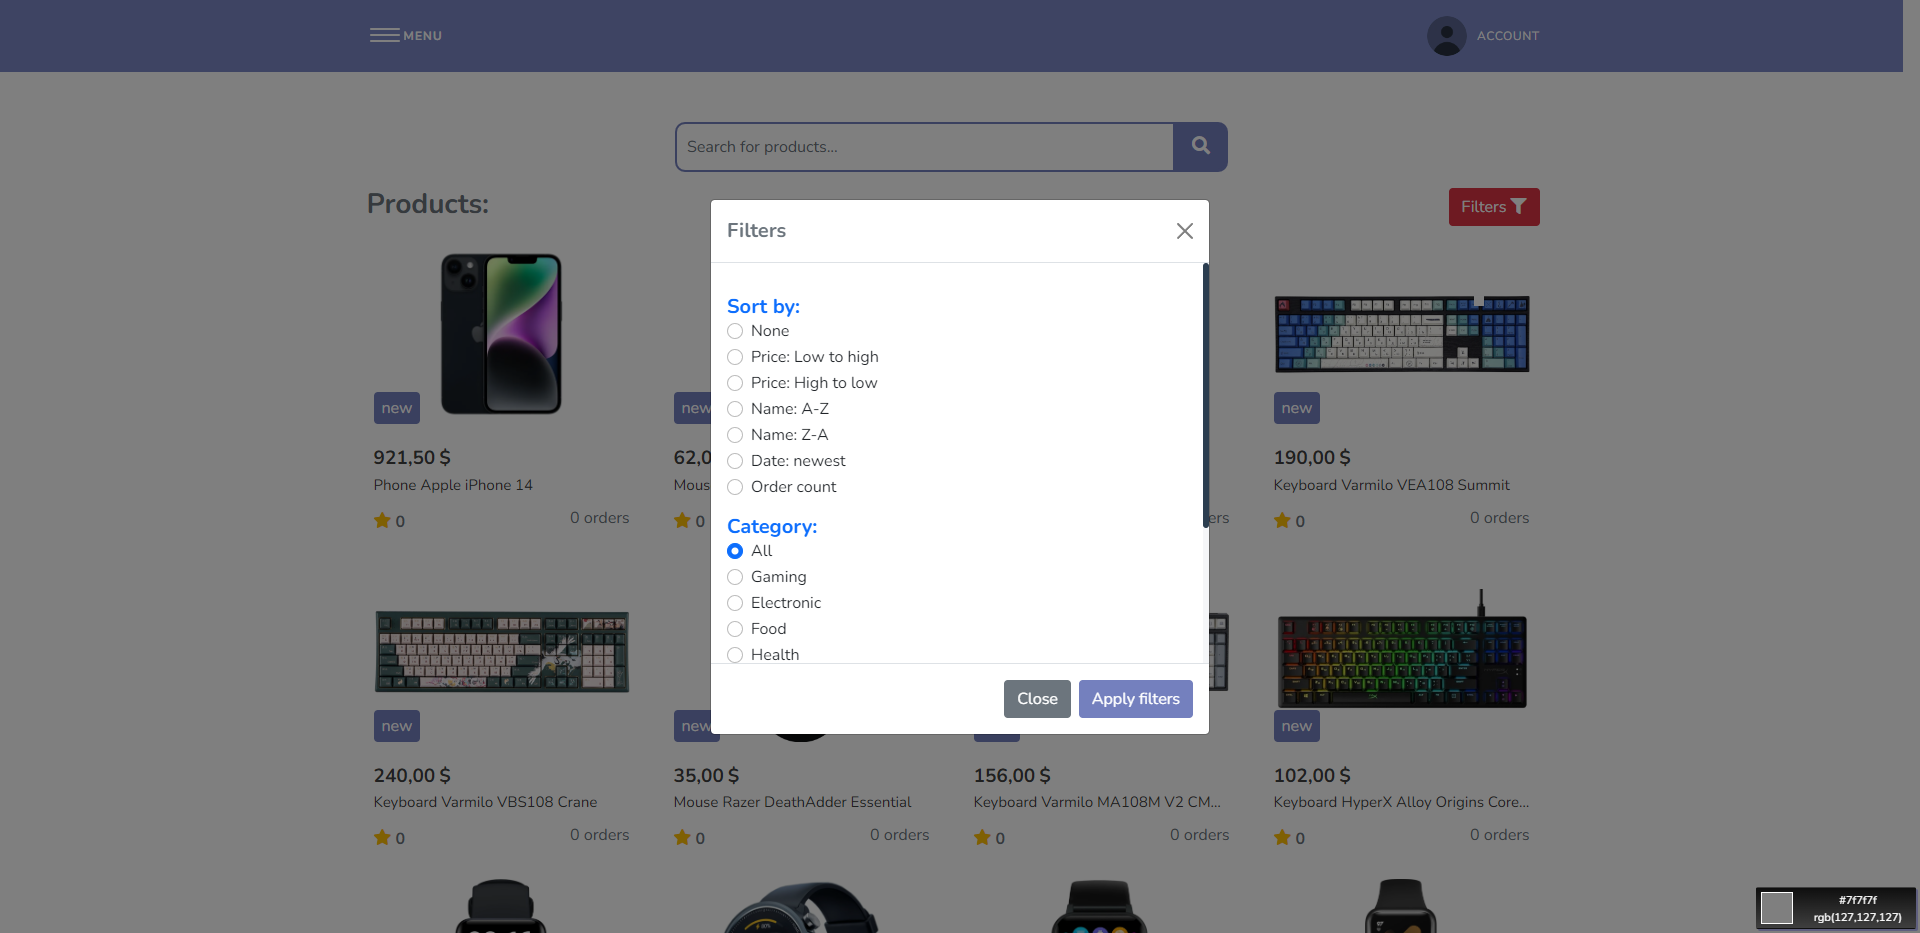 MENU
ACCOUNT
Search for products...
Products:
Filters
Filters
Sort by:
None
Price: Low to high
Price: High to low
Name: A-Z
Name: Z-A
Date: newest
Order count
Category:
All
Gaming
Electronic
Food
Health
Close
Apply filters
new
new
new
921,50 $
62,0
190,00 $
Phone Apple iPhone 14
Mous
Keyboard Varmilo VEA108 Summit
0
0 orders
0
ers
0
0 orders
new
new
new
240,00 $
35,00 $
156,00 $
102,00 $
Keyboard Varmilo VBS108 Crane
Mouse Razer DeathAdder Essential
Keyboard Varmilo MA108M V2 CM...
Keyboard HyperX Alloy Origins Core...
0
0 orders
0
0 orders
0
0 orders
0
0 orders
#7f7f7f
rgb(127,127,127)